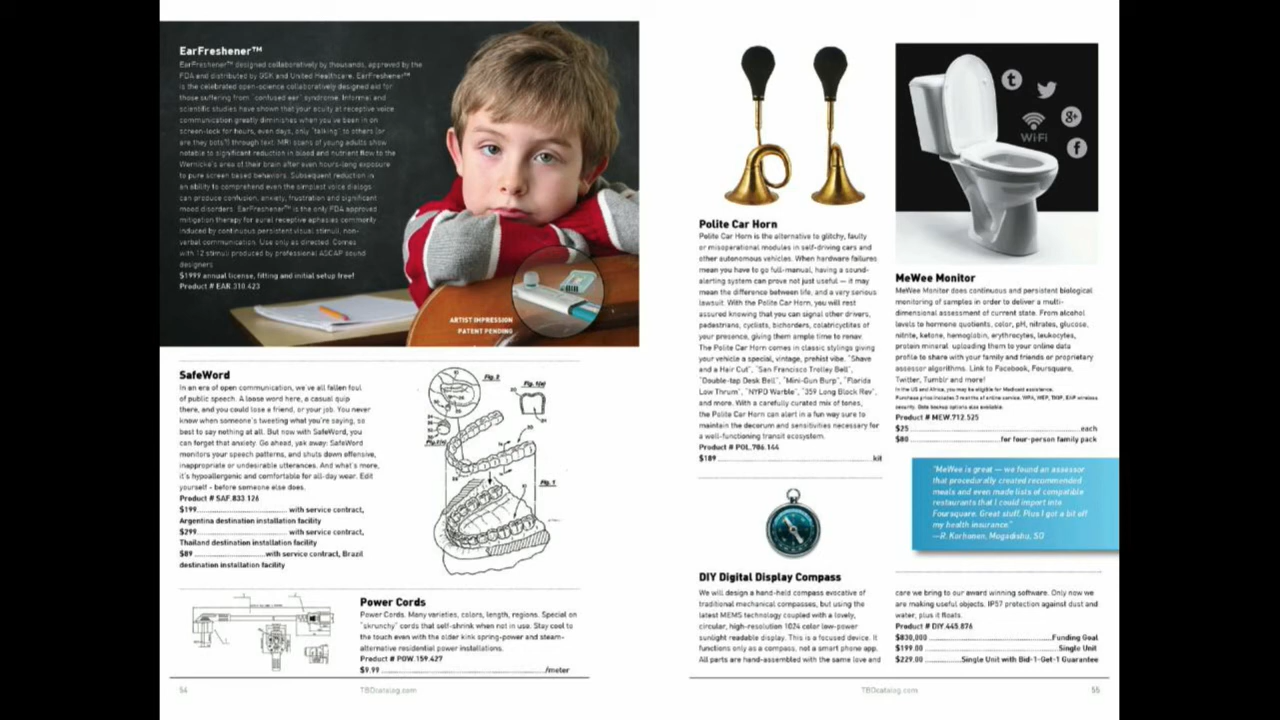 EarFreshener™
EarFreshener™ designed collaboratively by thousands, approved by the
FDA and distributed by GSK and United Healthcare. EarFreshener™
is the celebrated open-science collaboratively designed aid for
those suffering from "confused ear" syndrome. Informal and
scientific studies have shown that your acuity at receptive voice
communication greatly diminishes when you've been in on
screen-lock for hours, even days, only "talking" to others (or
are they bots?) through text. MRI scans of young adults show
notable to significant reduction in blood and nutrient flow to the
Wernicke's area of their brain after even hours-long exposure
to pure screen based behaviors. Subsequent reduction in
an ability to comprehend even the simplest voice dialogs
can produce confusion, anxiety, frustration and significant
mood disorders. EarFreshener™ is the only FDA approved
mitigation therapy for aural receptive aphasias commonly
induced by continuous persistent visual stimuli, non-
verbal communication. Use only as directed. Comes
with 12 stimuli produced by professional ASCAP sound
designers.
$1999 annual license, fitting and initial setup free!
Product # EAR.310.423
ARTIST IMPRESSION
PATENT PENDING
SafeWord
In an era of open communication, we've all fallen foul
of public speech. A loose word here, a casual quip
there, and you could lose a friend, or your job. You never
know when someone's tweeting what you're saying, so
best to say nothing at all. But now with SafeWord, you
can forget that anxiety. Go ahead, yak away: SafeWord
monitors your speech patterns, and shuts down offensive,
inappropriate or undesirable utterances. And what's more,
it's hypoallergenic and comfortable for all-day wear. Edit
yourself - before someone else does.
Product # SAF.833.126
$199 with service contract,
Argentina destination installation facility
$299 with service contract,
Thailand destination installation facility
$89 with service contract, Brazil
destination installation facility
Fig. 2
Fig. 1
Power Cords
Power Cords. Many varieties, colors, length, regions. Special on
"skrunchy" cords that self-shrink when not in use. Stay cool to
the touch even with the older kink spring-power and steam-
alternative residential power installations.
Product # POW.159.427
$9.99 /meter
54
TBDcatalog.com
Polite Car Horn
Polite Car Horn is the alternative to glitchy, faulty
or misoperational modules in self-driving cars and
other autonomous vehicles. When hardware failures
mean you have to go full-manual, having a sound-
alerting system can prove not just useful — it may
mean the difference between life, and a very serious
lawsuit. With the Polite Car Horn, you will rest
assured knowing that you can signal other drivers,
pedestrians, cyclists, bichorders, colatricyclites of
your presence, giving them ample time to renav.
The Polite Car Horn comes in classic stylings giving
your vehicle a special, vintage, prehist vibe. "Shave
and a Hair Cut", "San Francisco Trolley Bell",
"Double-tap Desk Bell", "Mini-Gun Burp", "Florida
Low Thrum", "NYPD Warble", "359 Long Block Rev",
and more. With a carefully curated mix of tones,
the Polite Car Horn can alert in a fun way sure to
maintain the decorum and sensitivities necessary for
a well-functioning transit ecosystem.
Product # POL.786.144
$189 kit
t
g+
WiFi
f
MeWee Monitor
MeWee Monitor does continuous and persistent biological
monitoring of samples in order to deliver a multi-
dimensional assessment of current state. From alcohol
levels to hormone quotients, color, pH, nitrates, glucose,
nitrite, ketone, hemoglobin, erythrocytes, leukocytes,
protein mineral uploading them to your online data
profile to share with your family and friends or proprietary
assessor algorithms. Link to Facebook, Foursquare,
Twitter, Tumblr and more!
In the US and Africa, you may be eligible for Medicaid assistance.
Purchase price includes 3 months of online service. WPA, WEP, TKIP, EAP wireless
security. Data backup options also available.
Product # MEW.712.525
$25 each
$80 for four-person family pack
"MeWee is great — we found an assessor
that procedurally created recommended
meals and even made lists of compatible
restaurants that I could import into
Foursquare. Great stuff. Plus I got a bit off
my health insurance."
—R. Karhanen, Mogadishu, SO
DIY Digital Display Compass
We will design a hand-held compass evocative of
traditional mechanical compasses, but using the
latest MEMS technology coupled with a lovely,
circular, high-resolution 1024 color low-power
sunlight readable display. This is a focused device. It
functions only as a compass, not a smart phone app.
All parts are hand-assembled with the same love and
care we bring to our award winning software. Only now we
are making useful objects. IP57 protection against dust and
water, plus it floats.
Product # DIY.445.876
$830,000 Funding Goal
$199.00 Single Unit
$229.00 Single Unit with Bid-1-Get-1 Guarantee
TBDcatalog.com
55